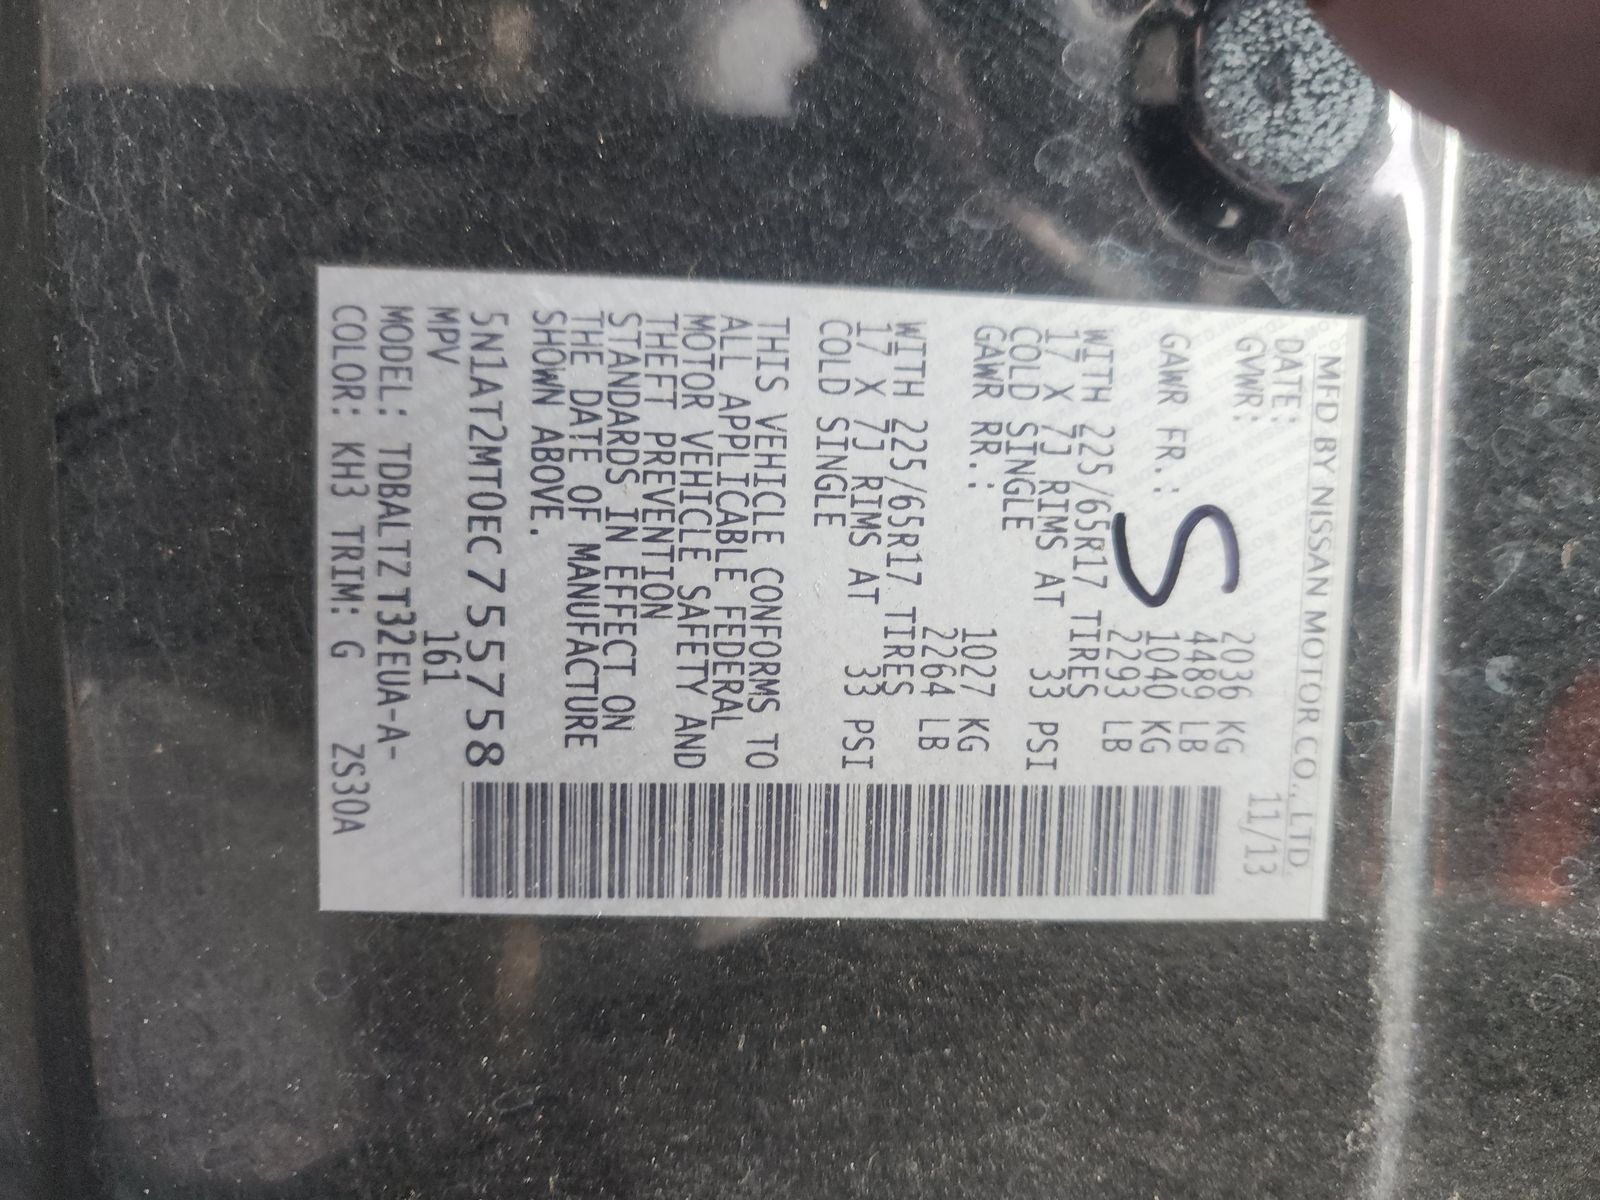 MFD BY NISSAN MOTOR CO., LTD
DATE: 11/13
GVWR: 2036 KG
4489 LB
GAWR FR.: 1040 KG
2293 LB
WITH 225/65R17 TIRES
17 X 7J RIMS AT 33 PSI
COLD SINGLE
GAWR RR.: 1027 KG
2264 LB
WITH 225/65R17 TIRES
17 X 7J RIMS AT 33 PSI
COLD SINGLE
THIS VEHICLE CONFORMS TO
ALL APPLICABLE FEDERAL
MOTOR VEHICLE SAFETY AND
THEFT PREVENTION
STANDARDS IN EFFECT ON
THE DATE OF MANUFACTURE
SHOWN ABOVE.
5N1AT2MT0EC755758
MPV 161
MODEL: TDBALTZ T32EUA-A-
COLOR: KH3 TRIM: G ZS30A
S